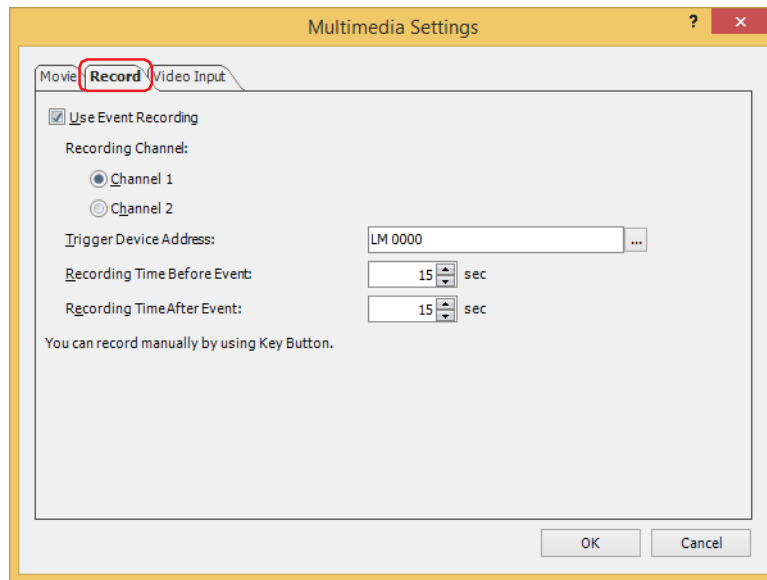 Multimedia Settings
?
Movie Record Video Input
Use Event Recording
Recording Channel:
Channel 1
Channel 2
Trigger Device Address: LM 0000 ...
Recording Time Before Event: 15 sec
Recording Time After Event: 15 sec
You can record manually by using Key Button.
OK Cancel